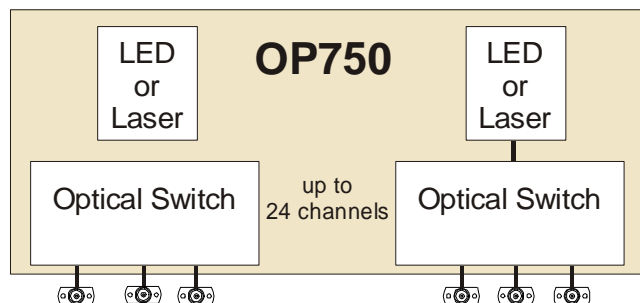 LED
or
Laser
OP750
LED
or
Laser
Optical Switch
up to
24 channels
Optical Switch